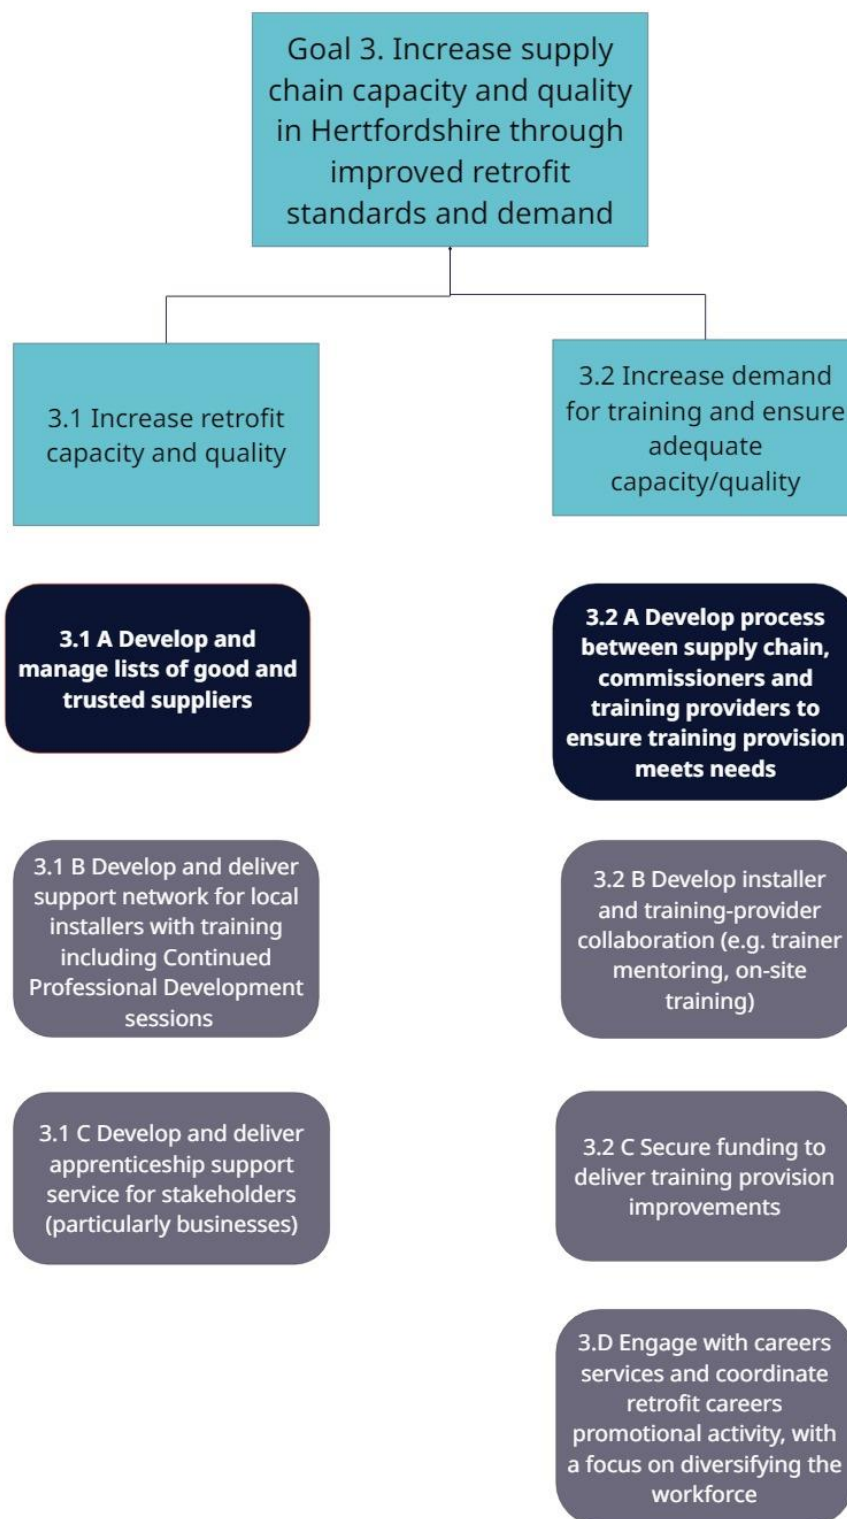 Goal 3. Increase supply
chain capacity and quality
in Hertfordshire through
improved retrofit
standards and demand
3.1 Increase retrofit
capacity and quality
3.2 Increase demand
for training and ensure
adequate
capacity/quality
3.1 A Develop and
manage lists of good and
trusted suppliers
3.2 A Develop process
between supply chain,
commissioners and
training providers to
ensure training provision
meets needs
3.1 B Develop and deliver
support network for local
installers with training
including Continued
Professional Development
sessions
3.2 B Develop installer
and training-provider
collaboration (e.g. trainer
mentoring, on-site
training)
3.1 C Develop and deliver
apprenticeship support
service for stakeholders
(particularly businesses)
3.2 C Secure funding to
deliver training provision
improvements
3.D Engage with careers
services and coordinate
retrofit careers
promotional activity, with
a focus on diversifying the
workforce